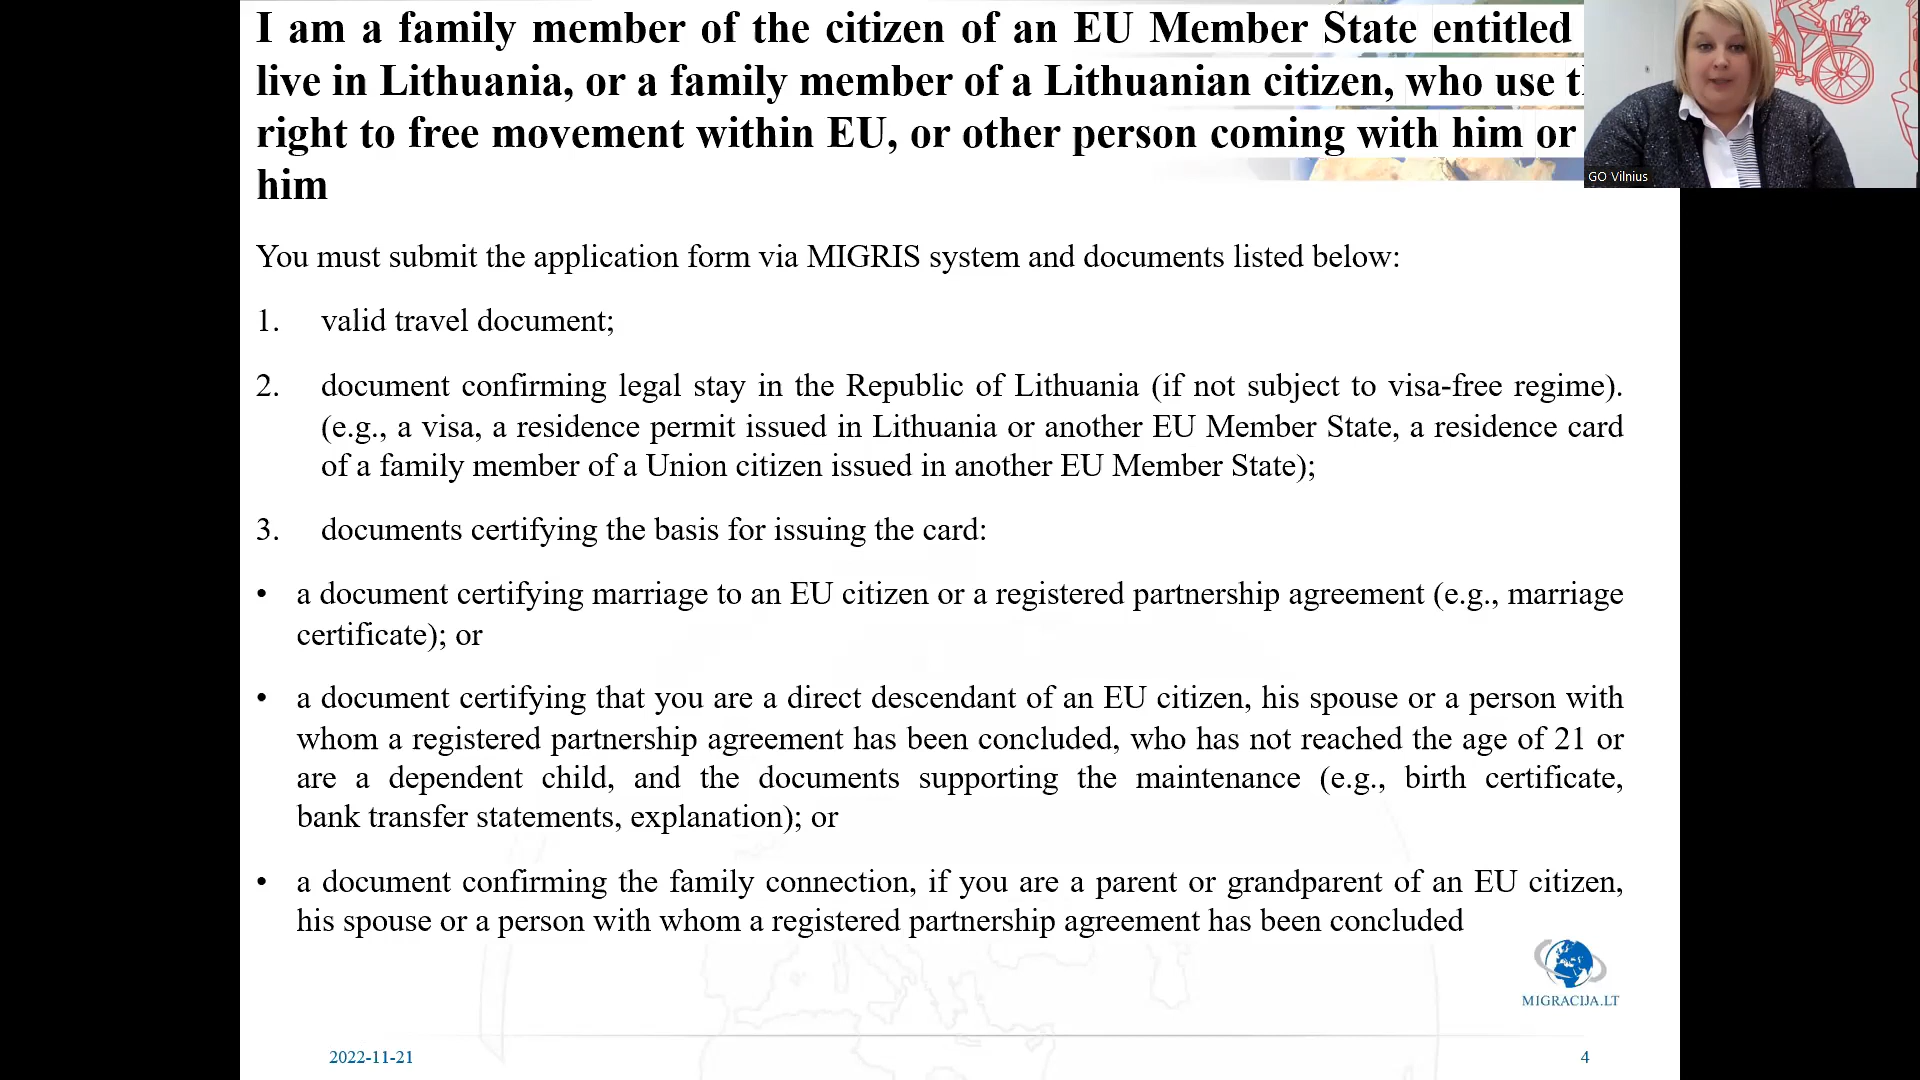 I am a family member of the citizen of an EU Member State entitled
live in Lithuania, or a family member of a Lithuanian citizen, who use
right to free movement within EU, or other person coming with him or
him
GO Vilnius
You must submit the application form via MIGRIS system and documents listed below:
1. valid travel document;
2. document confirming legal stay in the Republic of Lithuania (if not subject to visa-free regime).
(e.g., a visa, a residence permit issued in Lithuania or another EU Member State, a residence card
of a family member of a Union citizen issued in another EU Member State);
3. documents certifying the basis for issuing the card:
• a document certifying marriage to an EU citizen or a registered partnership agreement (e.g., marriage
certificate); or
• a document certifying that you are a direct descendant of an EU citizen, his spouse or a person with
whom a registered partnership agreement has been concluded, who has not reached the age of 21 or
are a dependent child, and the documents supporting the maintenance (e.g., birth certificate,
bank transfer statements, explanation); or
• a document confirming the family connection, if you are a parent or grandparent of an EU citizen,
his spouse or a person with whom a registered partnership agreement has been concluded
MIGRACIJA.LT
2022-11-21
4